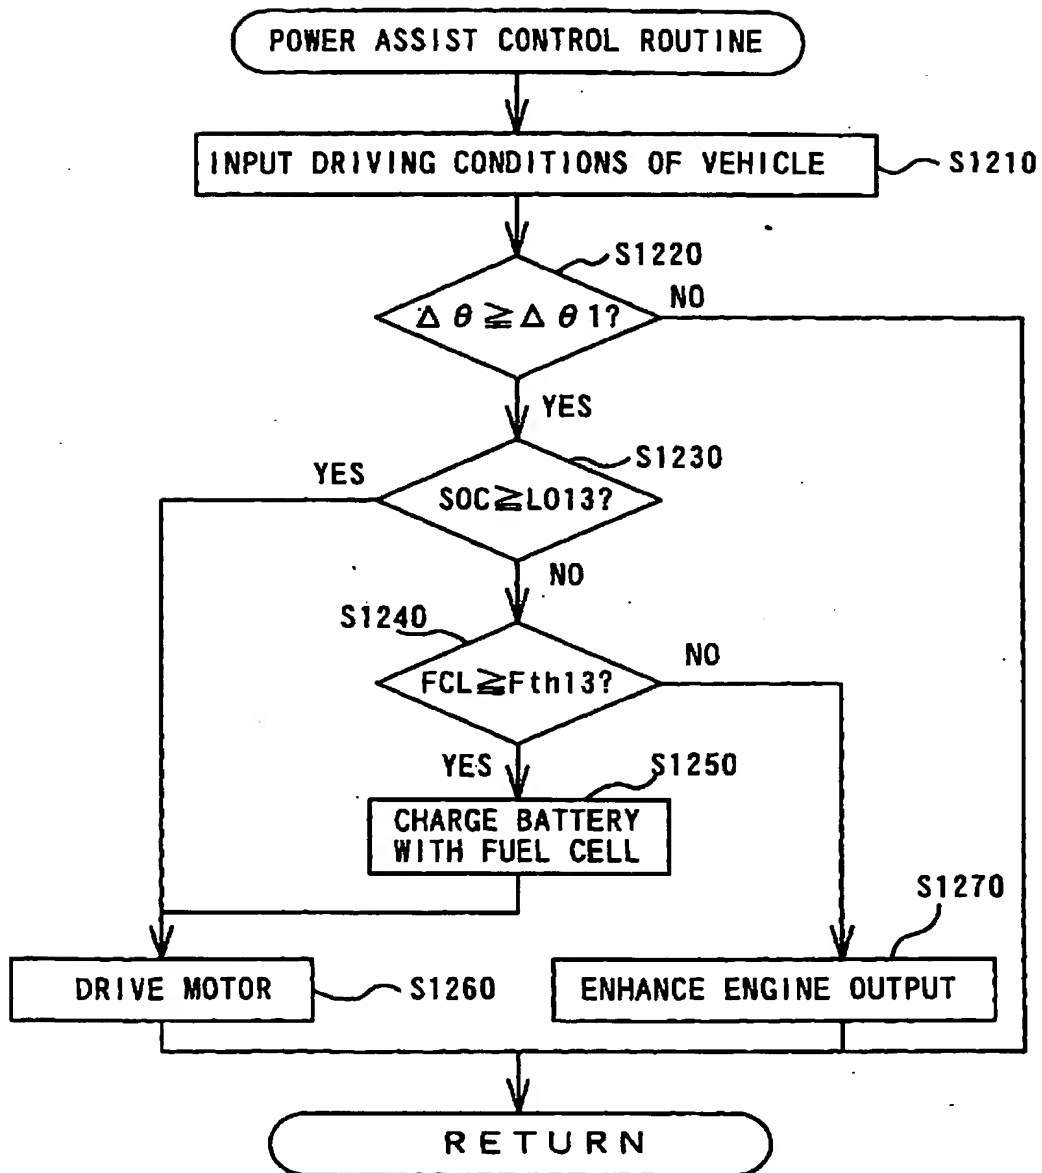 POWER ASSIST CONTROL ROUTINE
INPUT DRIVING CONDITIONS OF VEHICLE
S1210
S1220
Δθ≧Δθ1?
NO
YES
S1230
YES
SOC≧LO13?
NO
S1240
FCL≧Fth13?
NO
YES
S1250
CHARGE BATTERY
WITH FUEL CELL
S1270
DRIVE MOTOR
S1260
ENHANCE ENGINE OUTPUT
RETURN